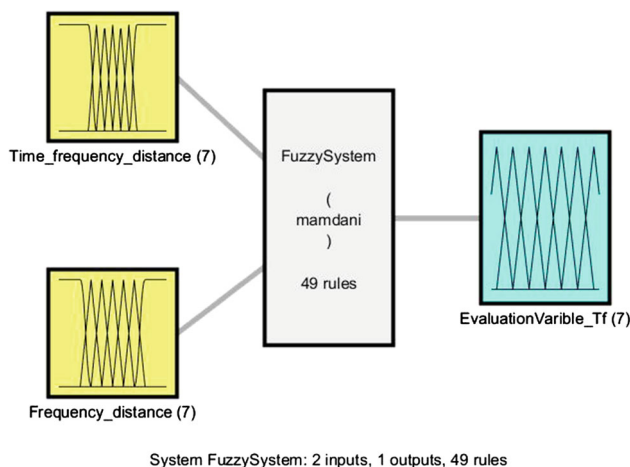 Time_frequency_distance (7)
FuzzySystem
(
mamdani
)
49 rules
Frequency_distance (7)
EvaluationVarible_Tf (7)
System FuzzySystem: 2 inputs, 1 outputs, 49 rules